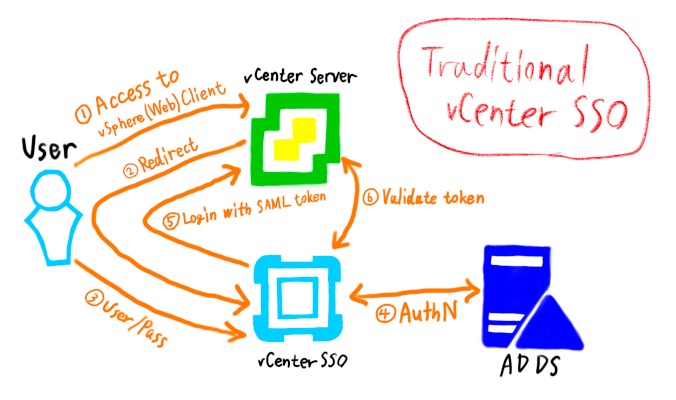 Traditional
vCenter SSO
vCenter Server
① Access to
vSphere(Web)Client
User
② Redirect
⑤ Login with SAML token
⑥ Validate token
③ User/Pass
④ AuthN
vCenter SSO
AD DS